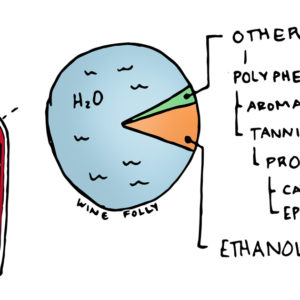 OTHER
POLYPHE
AROMA
TANNI
PRO
CA
EP
H2O
WINE FOLLY
ETHANOL